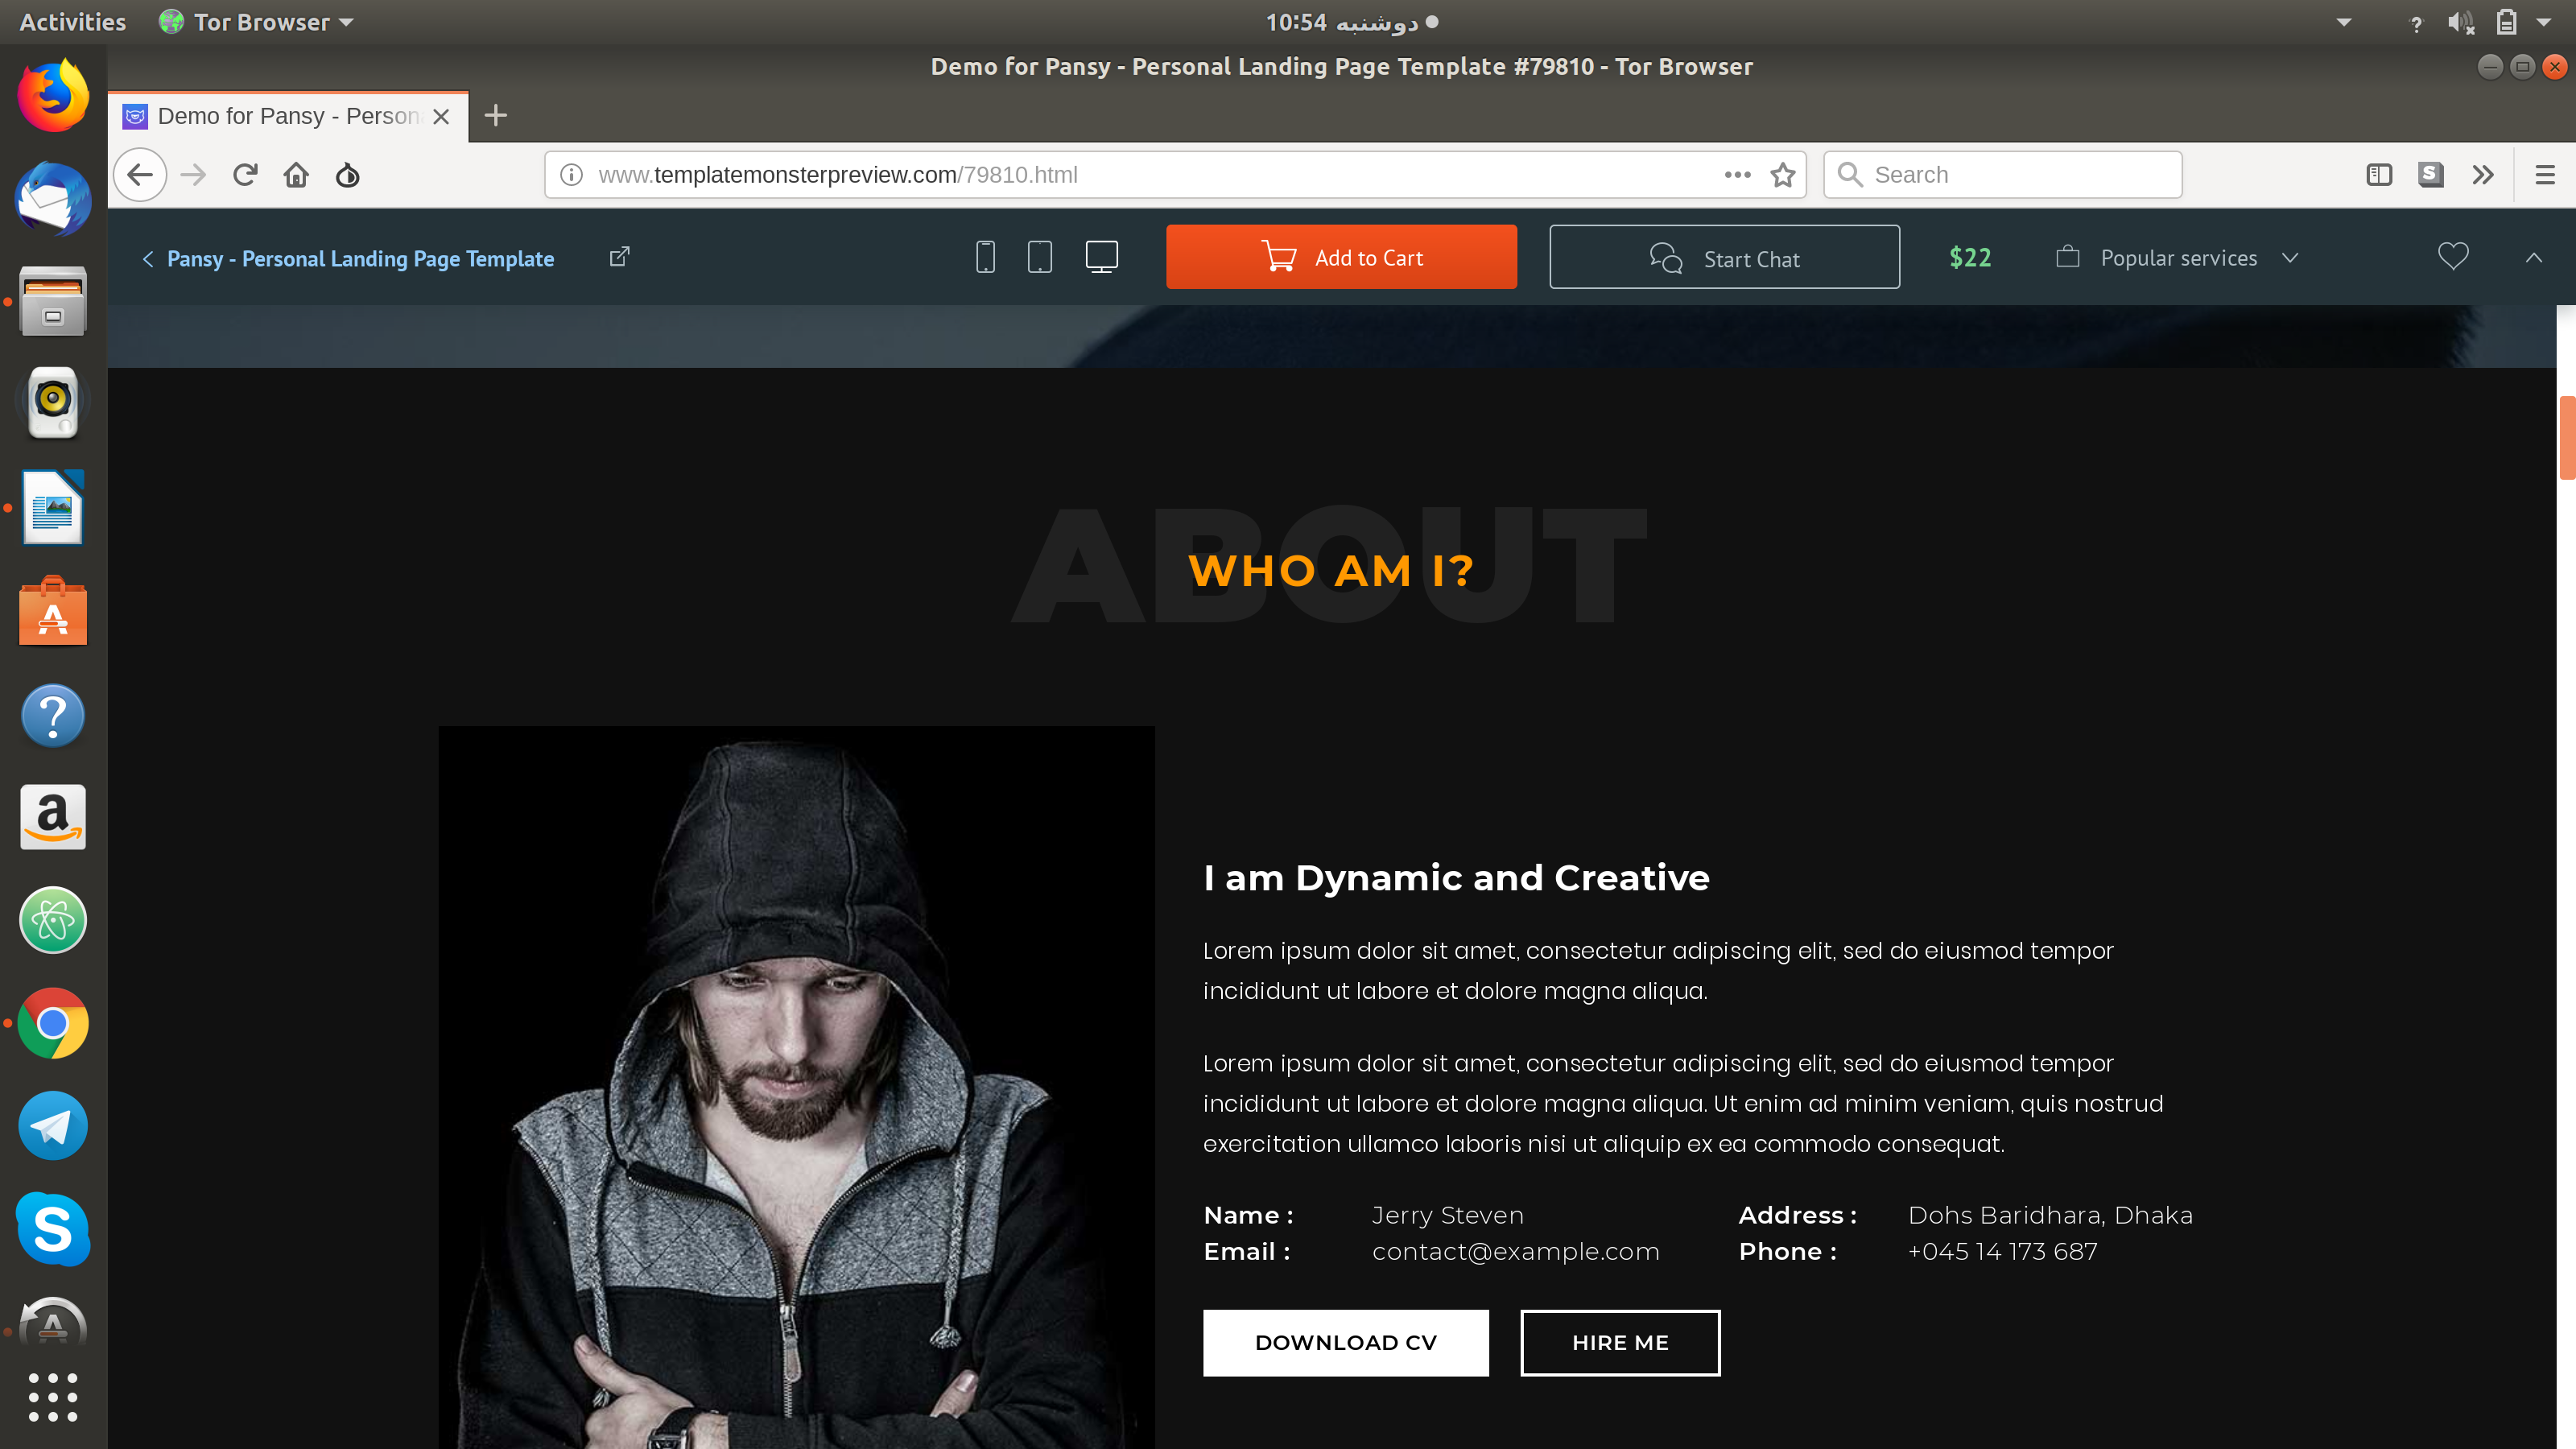 Activities
Tor Browser
دوشنبه 10:54
Demo for Pansy - Personal Landing Page Template #79810 - Tor Browser
Demo for Pansy - Person
www.templatemonsterpreview.com/79810.html
Search
Pansy - Personal Landing Page Template
Add to Cart
Start Chat
$22
Popular services
ABOUT
WHO AM I?
I am Dynamic and Creative
Lorem ipsum dolor sit amet, consectetur adipiscing elit, sed do eiusmod tempor
incididunt ut labore et dolore magna aliqua.
Lorem ipsum dolor sit amet, consectetur adipiscing elit, sed do eiusmod tempor
incididunt ut labore et dolore magna aliqua. Ut enim ad minim veniam, quis nostrud
exercitation ullamco laboris nisi ut aliquip ex ea commodo consequat.
Name : Jerry Steven Address : Dohs Baridhara, Dhaka
Email : contact@example.com Phone : +045 14 173 687
DOWNLOAD CV
HIRE ME